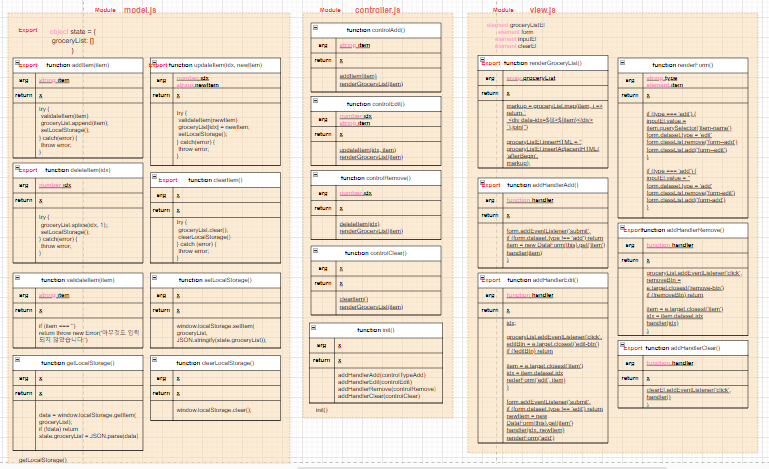 Module model.js
Export object state = {
groceryList: []
}
Export function addItem(item)
arg string item
return x
try {
validateItem(item)
groceryList.append(item);
setLocalStorage();
} catch(error) {
throw error;
}
Export function updateItem(idx, newItem)
arg number idx
string newItem
return x
try {
validateItem(newItem)
groceryList[idx] = newItem;
setLocalStorage();
} catch(error) {
throw error;
}
function deleteItem(idx)
arg number idx
return x
try {
groceryList.splice(idx, 1);
setLocalStorage();
} catch(error) {
throw error;
}
Export function clearItem()
arg x
return x
try {
groceryList.clear();
clearLocalStorage()
} catch (error) {
throw error;
}
function validateItem(item)
arg string item
return x
if (item === '')
return throw new Error("아무것도 입력
되지 않았습니다.")
function setLocalStorage()
arg x
return x
window.localStorage.setItem(
groceryList,
JSON.stringify(state.groceryList));
function getLocalStorage()
arg x
return x
data = window.localStorage.getItem(
groceryList);
if (!data) return
state.groceryList = JSON.parse(data)
function clearLocalStorage()
arg x
return x
window.localStorage.clear();
getLocalStorage()
Module controller.js
function controlAdd()
arg string item
return x
addItem(item)
renderGroceryList(item)
function controlEdit()
arg number idx
string item
return x
updateItem(idx, item)
renderGroceryList(item)
function controlRemove()
arg number idx
return x
deleteItem(idx)
renderGroceryList(item)
function controlClear()
arg x
return x
clearItem()
renderGroceryList(item)
function init()
arg x
return x
addHandlerAdd(controlTypeAdd)
addHandlerEdit(controlEdit)
addHandlerRemove(controlRemove)
addHandlerClear(controlClear)
init()
Module view.js
element groceryListEl
element form
element inputEl
element clearEl
Export function renderGroceryList()
arg array groceryList
return x
markup = groceryList.map(item, i =>
return
.join('')
groceryList.innerHTML = ''
groceryEl.insertAdjacentHTML(
'afterBegin',
markup);
function renderForm()
arg string type
element item
return x
if (type === 'edit') {
inputEl.value =
item.querySelector('item-name')
form.dataset.type = 'edit'
form.classList.remove('form--add')
form.classList.add('form--edit')
}
if (type === 'add') {
inputEl.value = ''
form.dataset.type = 'add'
form.classList.remove('form-edit')
form.classList.add('form-add')
}
Export function addHandlerAdd()
arg function handler
return x
form.addEventListener('submit',
if (form.dataset.type !== 'add') return
item = new DataForm(this).get(item)
handler(item)
)
Export function addHandlerRemove()
arg function handler
return x
groceryList.addEventListener('click',
removeBtn =
e.target.closest('remove-btn')
if (!removeBtn) return
item = e.target.closest('item')
idx = item.dataset.idx
handler(idx)
)
Export function addHandlerEdit()
arg function handler
return x
idx;
groceryList.addEventListener('click',
editBtn = e.target.closest('edit-btn')
if (!editBtn) return
item = e.target.closest('item')
idx = item.dataset.idx
renderForm('edit', item)
)
form.addEventListener('submit',
if (form.dataset.type !== 'edit') return
newItem = new
DataForm(this).get(item)
handler(idx, newItem)
renderForm('add')
)
Export function addHandlerClear()
arg function handler
return x
clearEl.addEventListener('click',
handler()
)